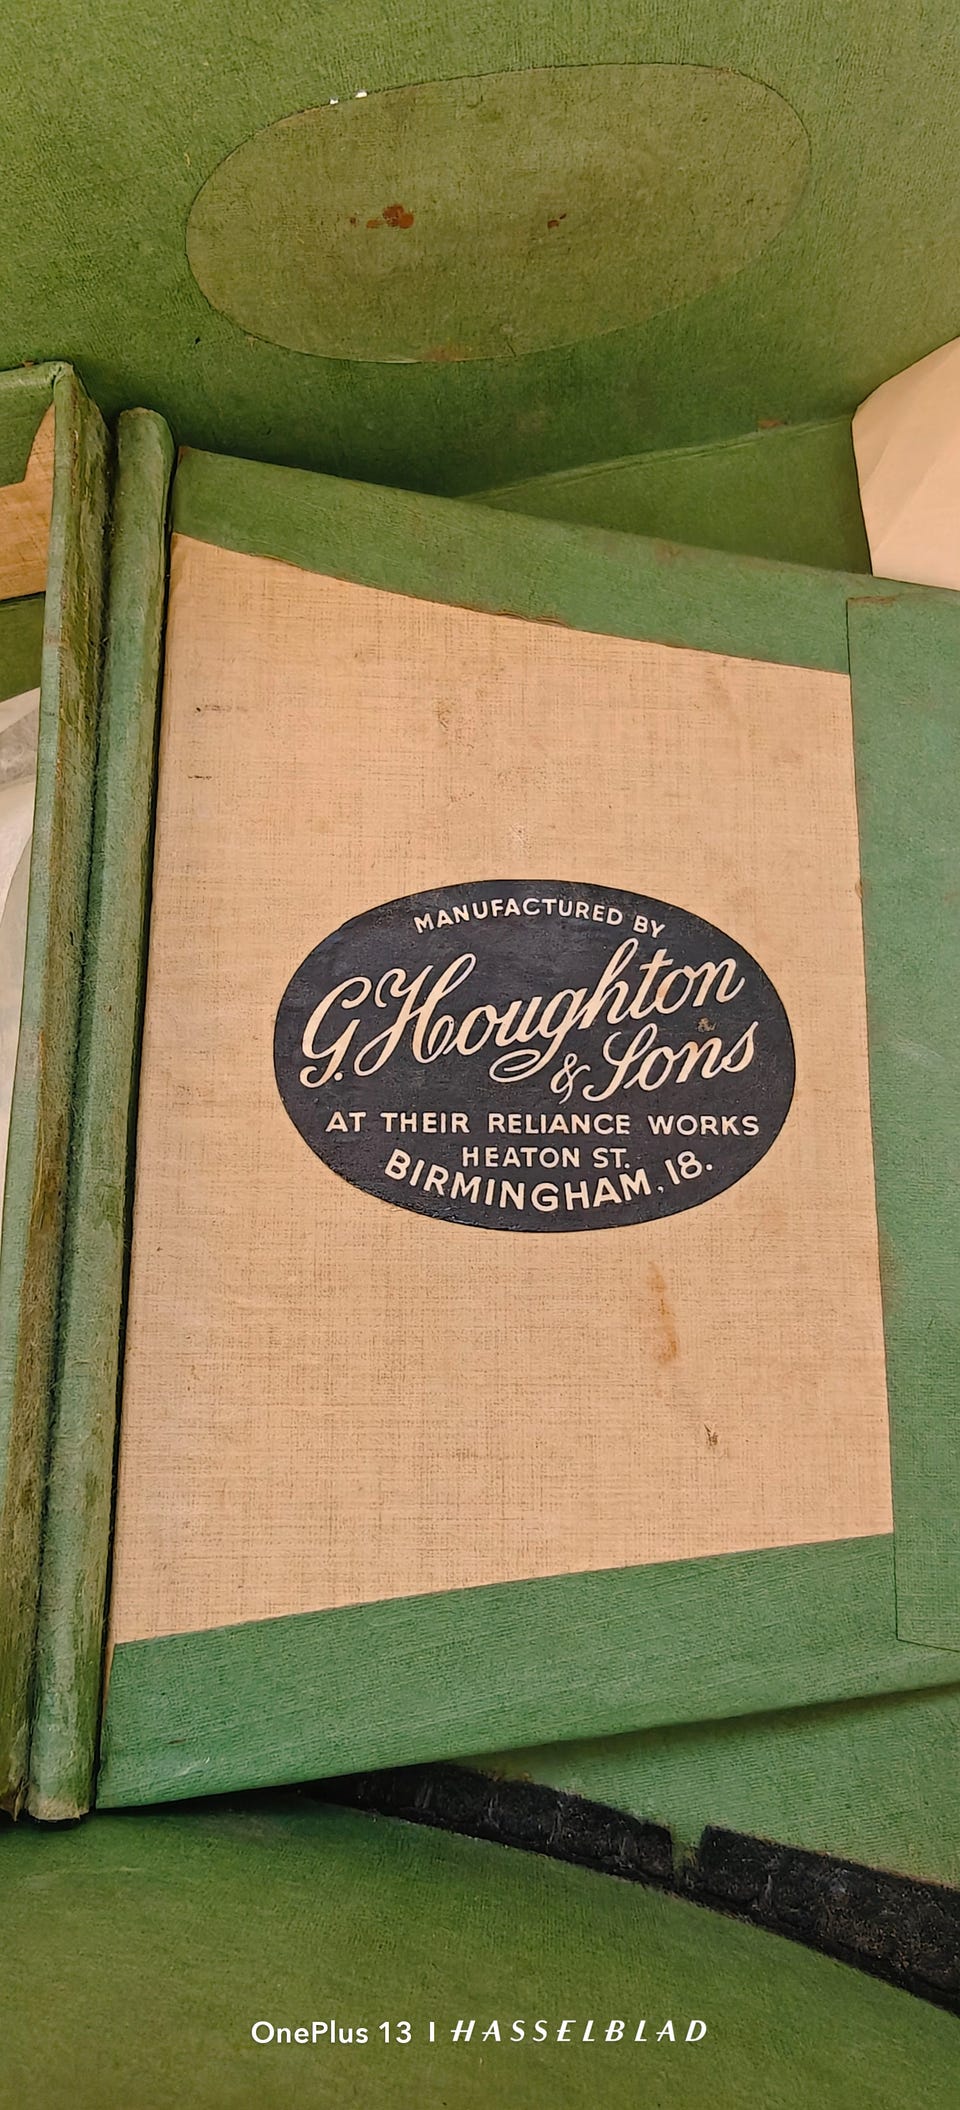 MANUFACTURED BY
G. Houghton
& Sons
AT THEIR RELIANCE WORKS
HEATON ST.
BIRMINGHAM, 18.
OnePlus 13 | HASSELBLAD